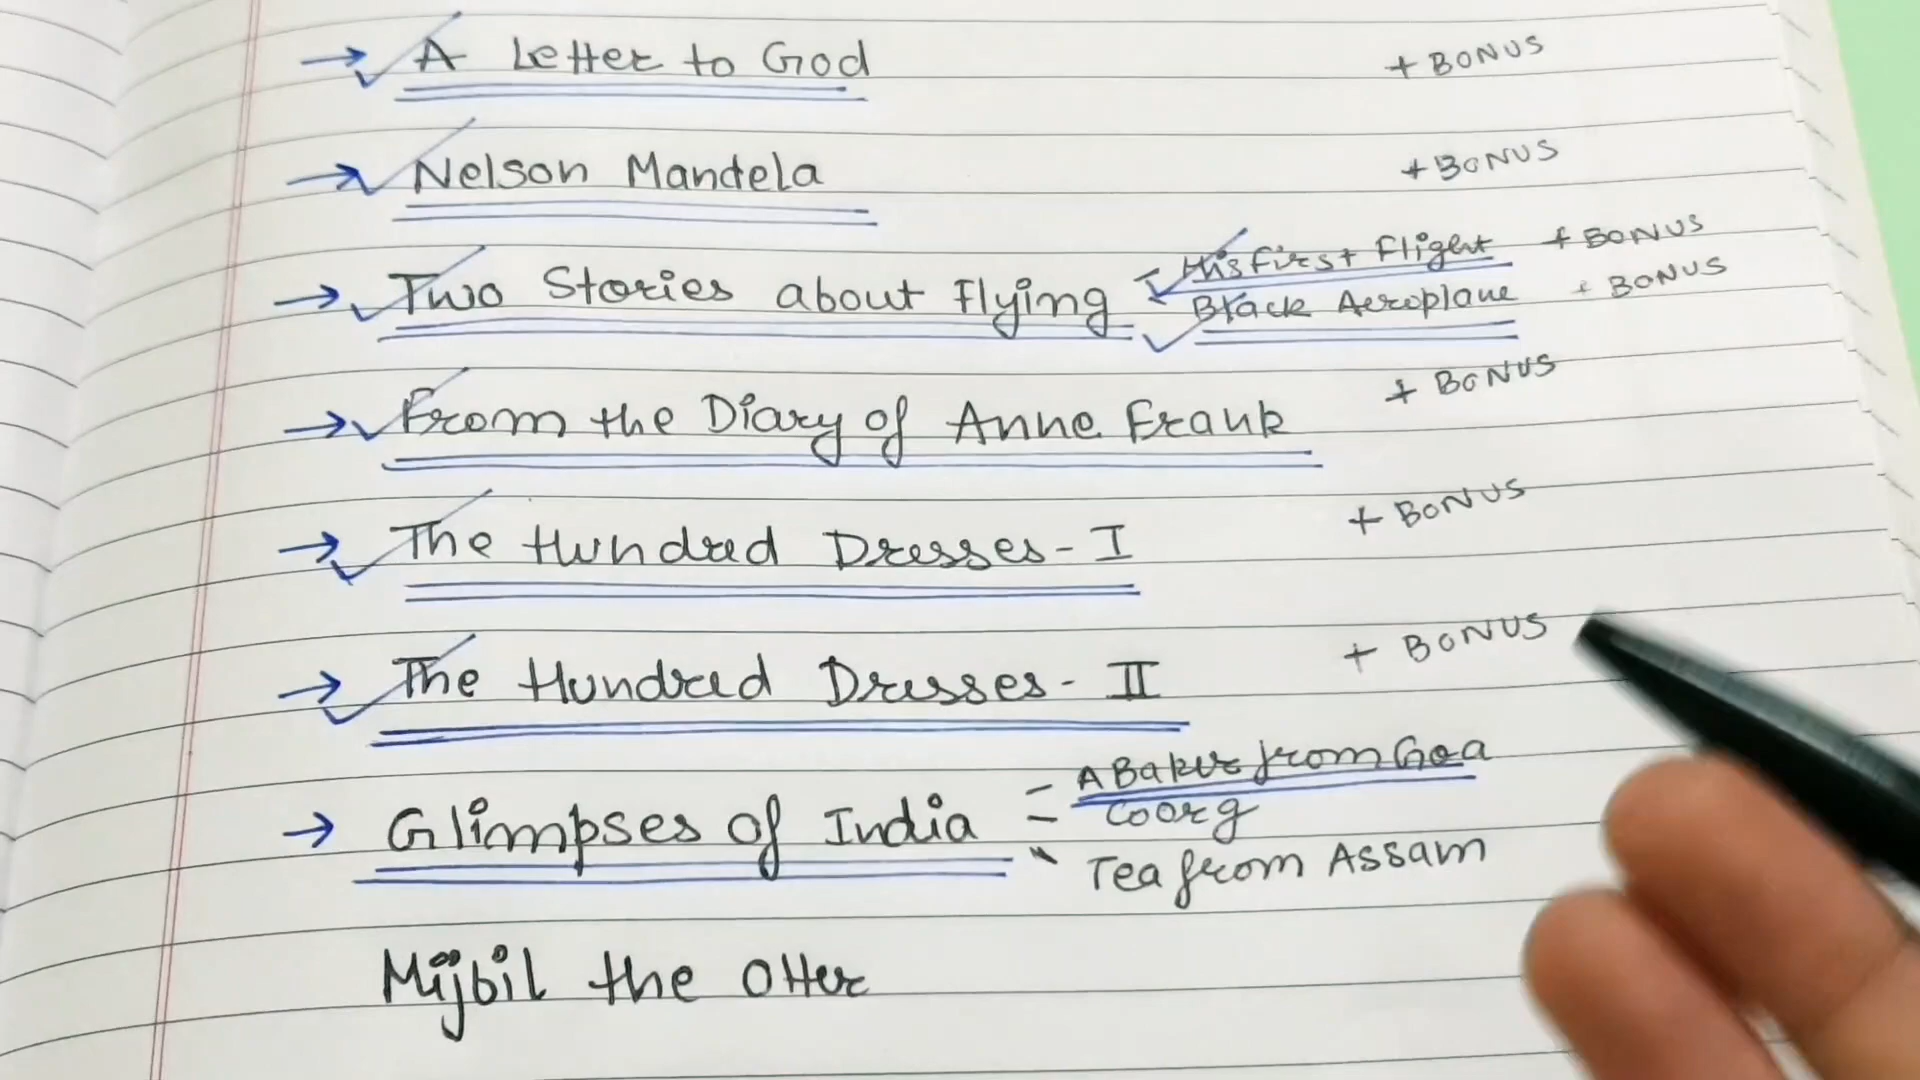 → A Letter to God + BONUS
→ Nelson Mandela + BONUS
→ Two Stories about Flying
His First Flight + BONUS
Black Aeroplane + BONUS
→ From the Diary of Anne Frank + BONUS
→ The Hundred Dresses - I + BONUS
→ The Hundred Dresses - II + BONUS
→ Glimpses of India
- A Baker from Goa
- Coorg
Tea from Assam
Mijbil the Otter